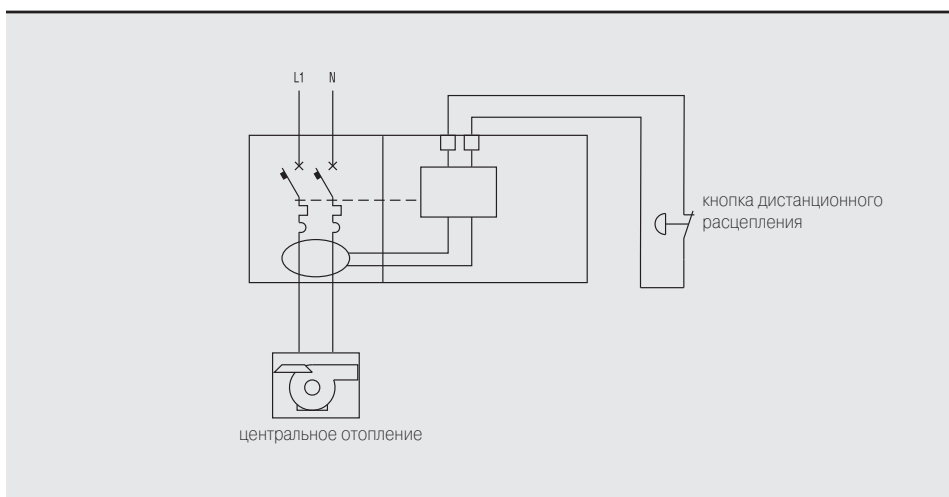 L1 N
кнопка дистанционного
расцепления
центральное отопление